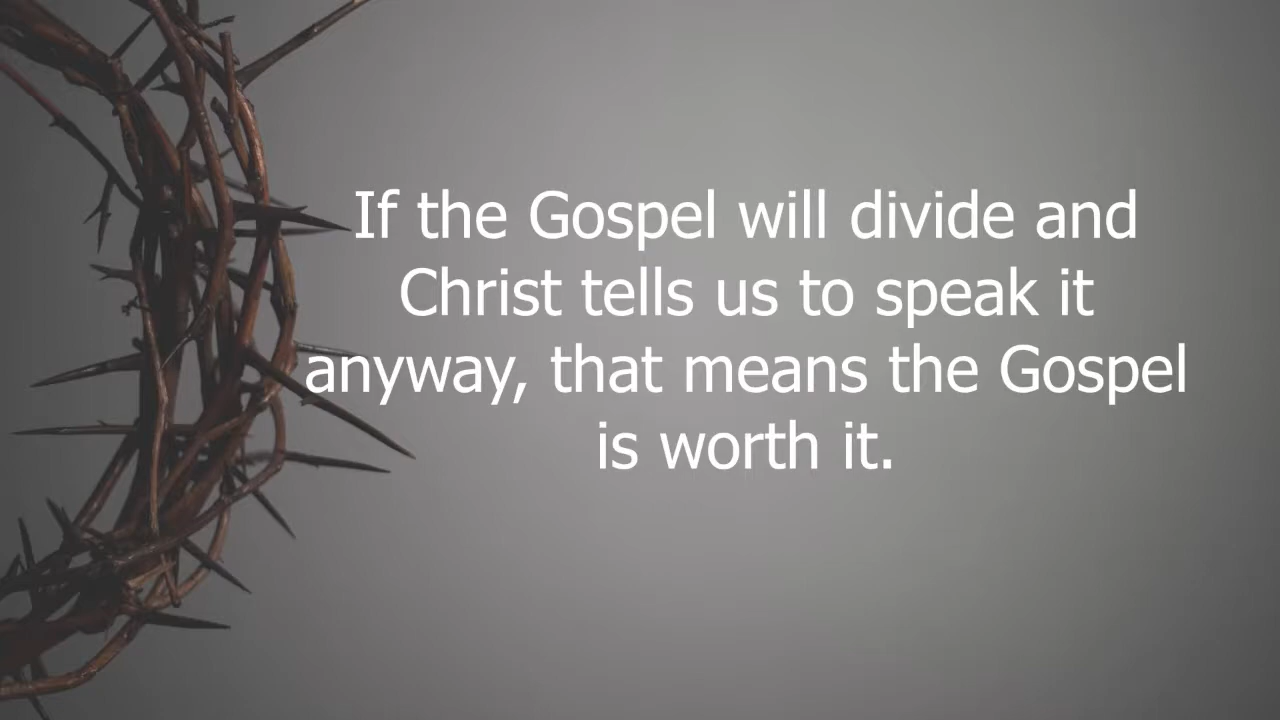 If the Gospel will divide and
Christ tells us to speak it
anyway, that means the Gospel
is worth it.